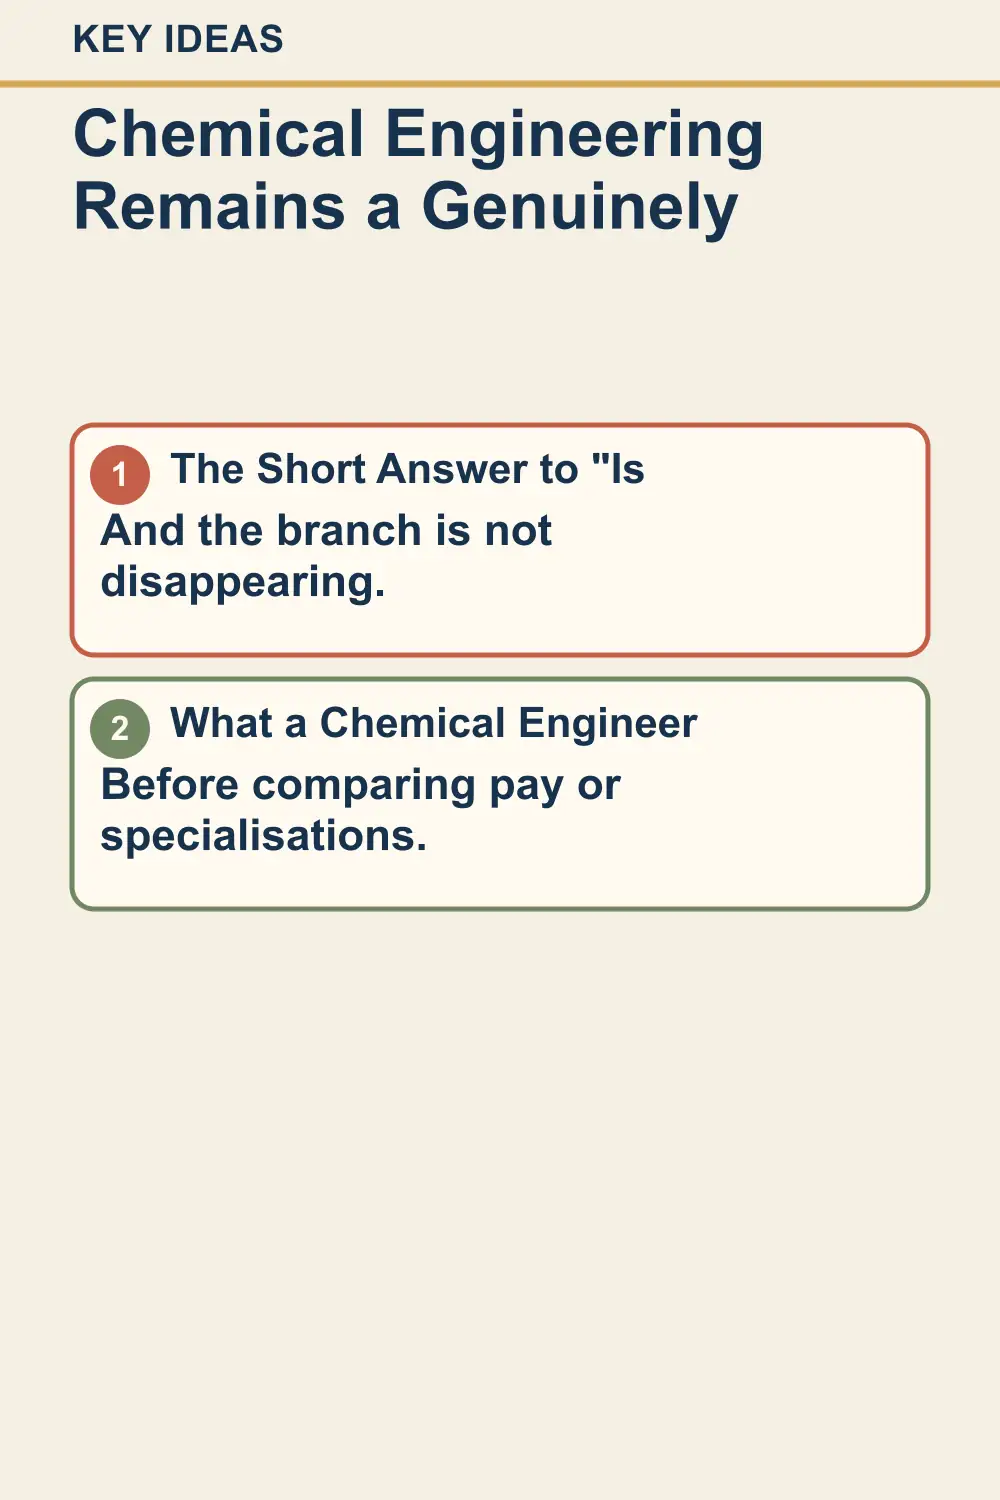 KEY IDEAS
Chemical Engineering
Remains a Genuinely
1 The Short Answer to "Is
And the branch is not
disappearing.
2 What a Chemical Engineer
Before comparing pay or
specialisations.